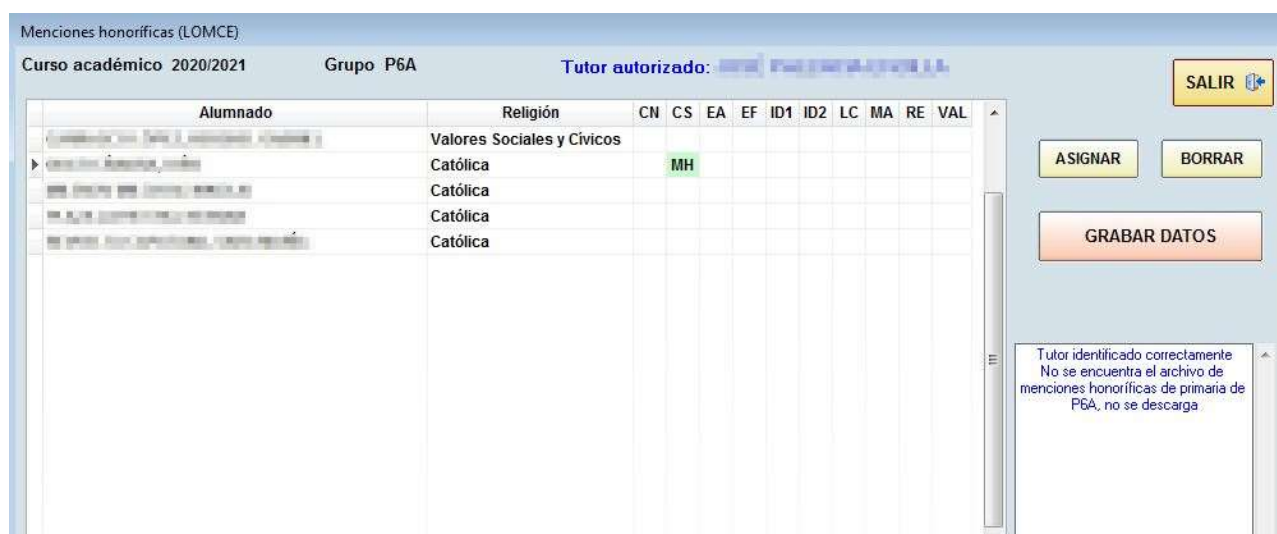 Menciones honoríficas (LOMCE)
Curso académico 2020/2021 Grupo P6A Tutor autorizado:
SALIR
Alumnado Religión CN CS EA EF ID1 ID2 LC MA RE VAL
Valores Sociales y Cívicos
Católica MH
Católica
Católica
Católica
ASIGNAR BORRAR
GRABAR DATOS
Tutor identificado correctamente
No se encuentra el archivo de
menciones honoríficas de primaria de
P6A, no se descarga